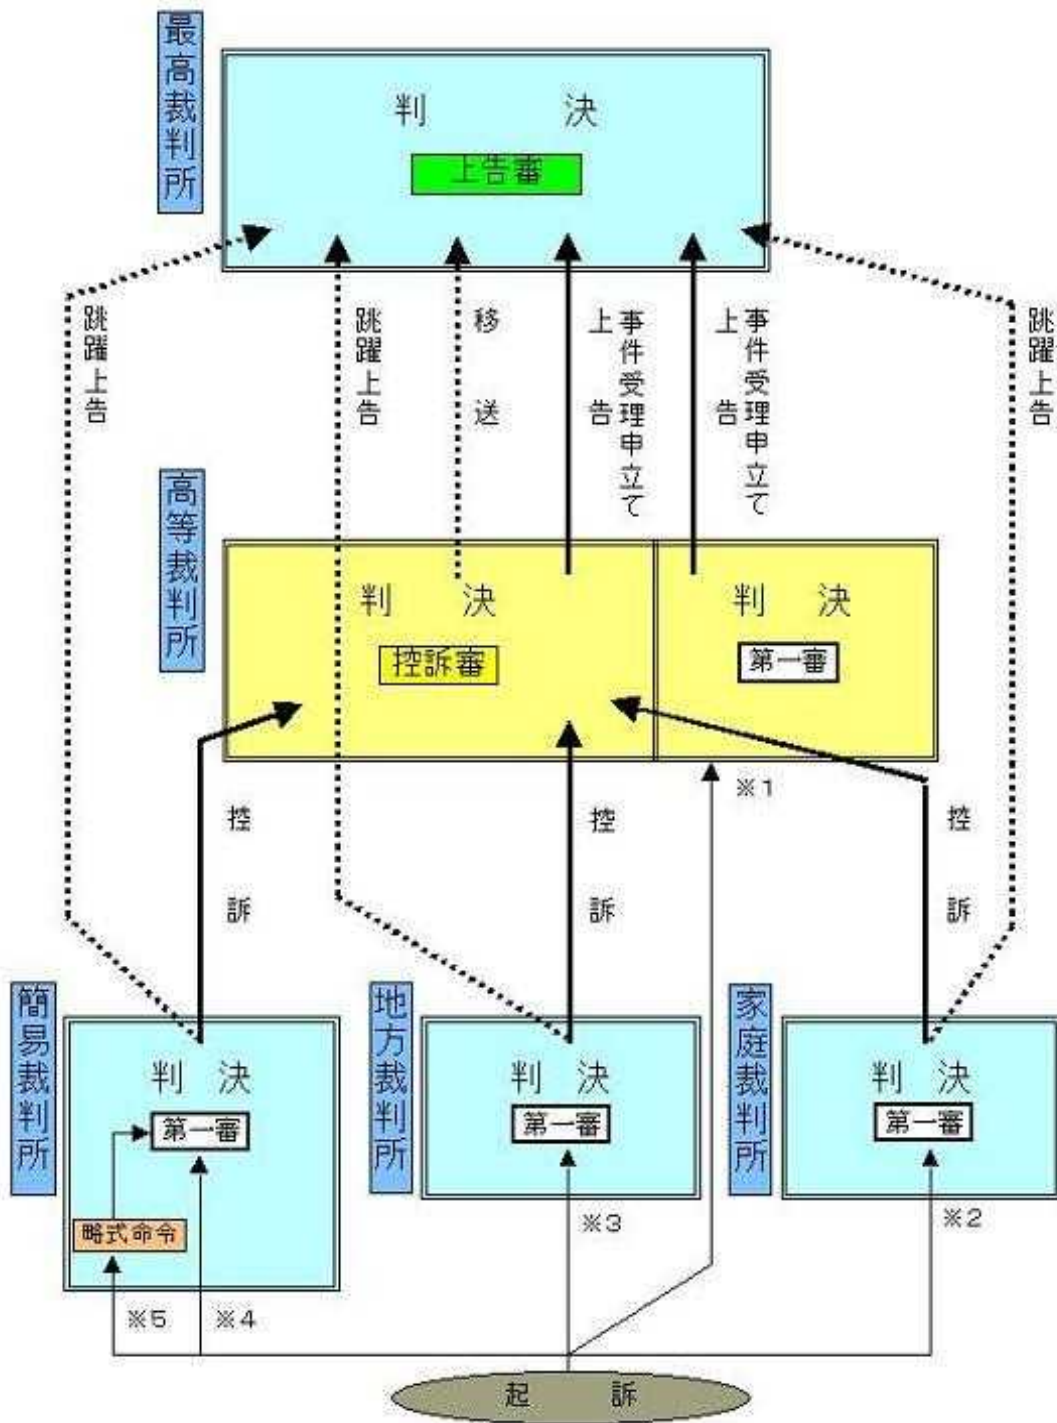 最高裁判所
判決
上告審
跳躍上告
跳躍上告
移送
上告
事件受理申立て
上告
事件受理申立て
跳躍上告
高等裁判所
判決
控訴審
判決
第一審
※1
控訴
控訴
控訴
簡易裁判所
判決
第一審
略式命令
※5
※4
地方裁判所
判決
第一審
※3
家庭裁判所
判決
第一審
※2
起訴